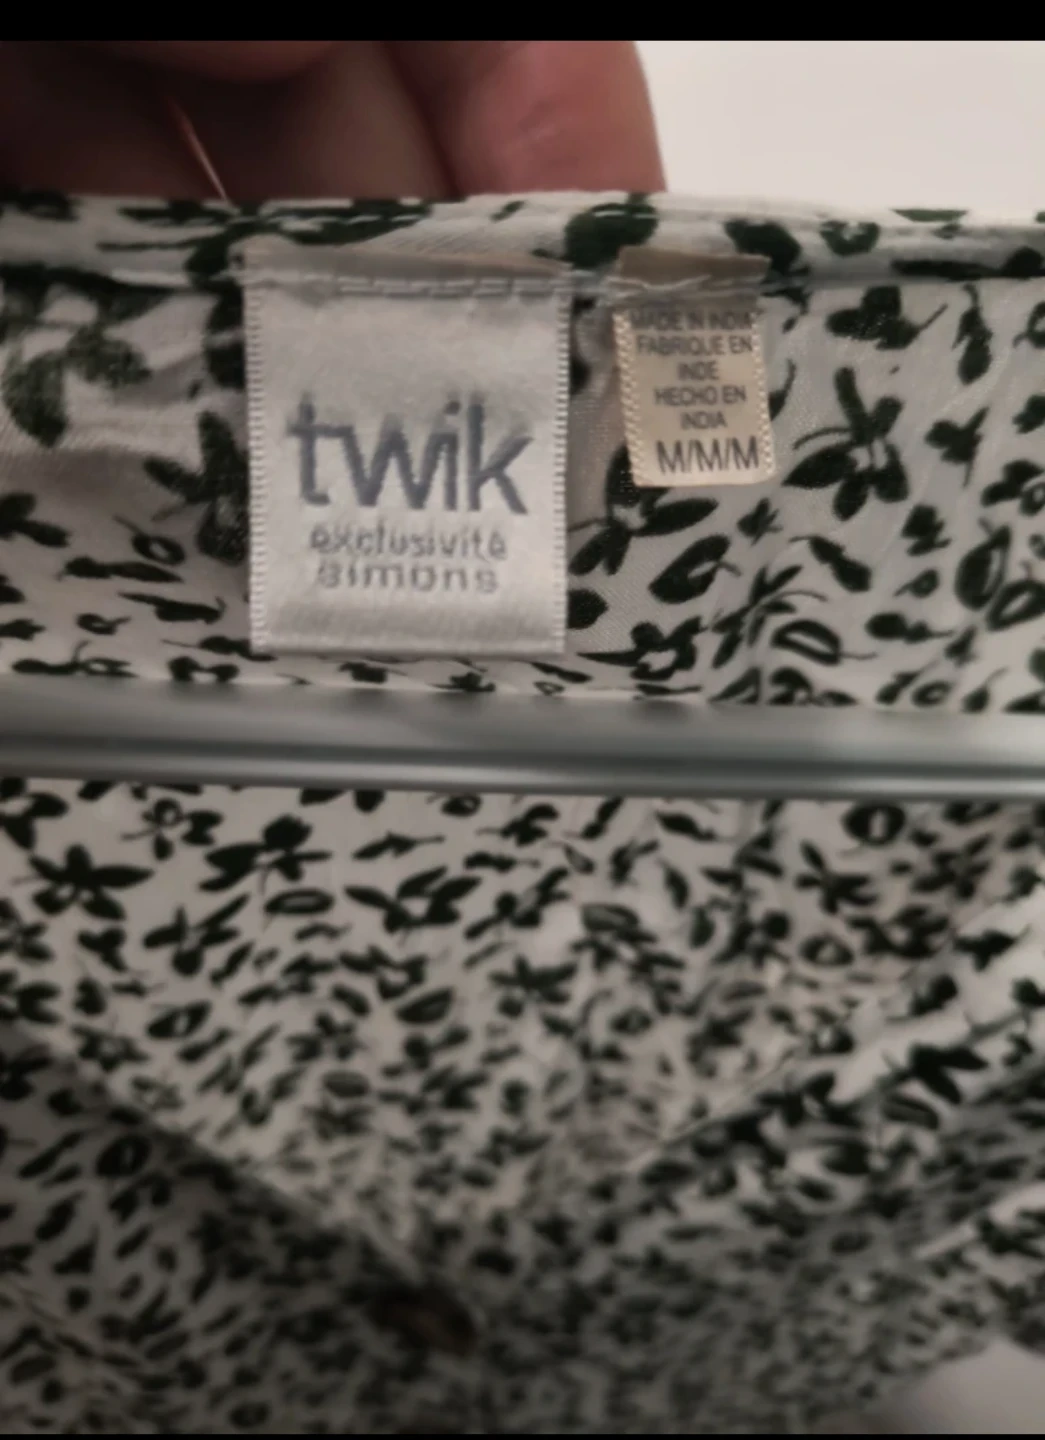 twik
exclusivité
simons
MADE IN INDIA
FABRIQUE EN
INDE
HECHO EN
INDIA
M/M/M